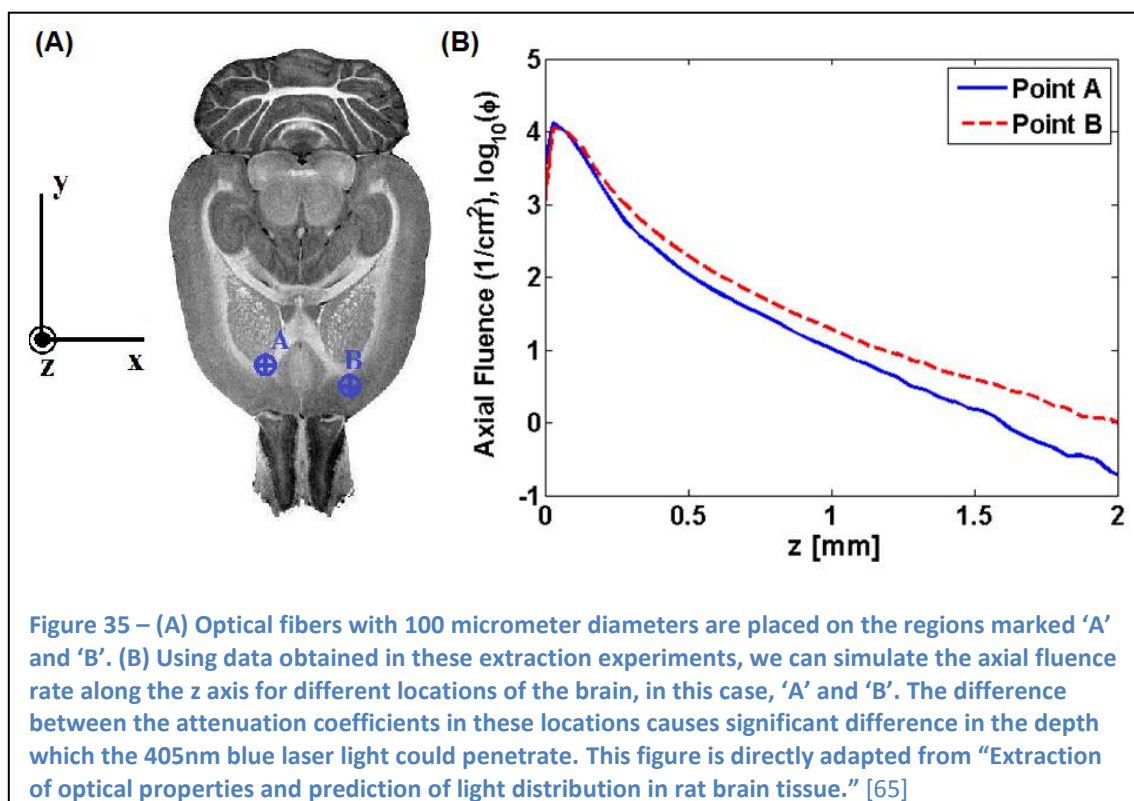 (A)
y
x
z
A
B
(B)
Axial Fluence (1/cm²), log₁₀(ϕ)
5
4
3
2
1
0
-1
0
0.5
1
1.5
2
z [mm]
Point A
Point B
Figure 35 – (A) Optical fibers with 100 micrometer diameters are placed on the regions marked ‘A’
and ‘B’. (B) Using data obtained in these extraction experiments, we can simulate the axial fluence
rate along the z axis for different locations of the brain, in this case, ‘A’ and ‘B’. The difference
between the attenuation coefficients in these locations causes significant difference in the depth
which the 405nm blue laser light could penetrate. This figure is directly adapted from “Extraction
of optical properties and prediction of light distribution in rat brain tissue.” [65]